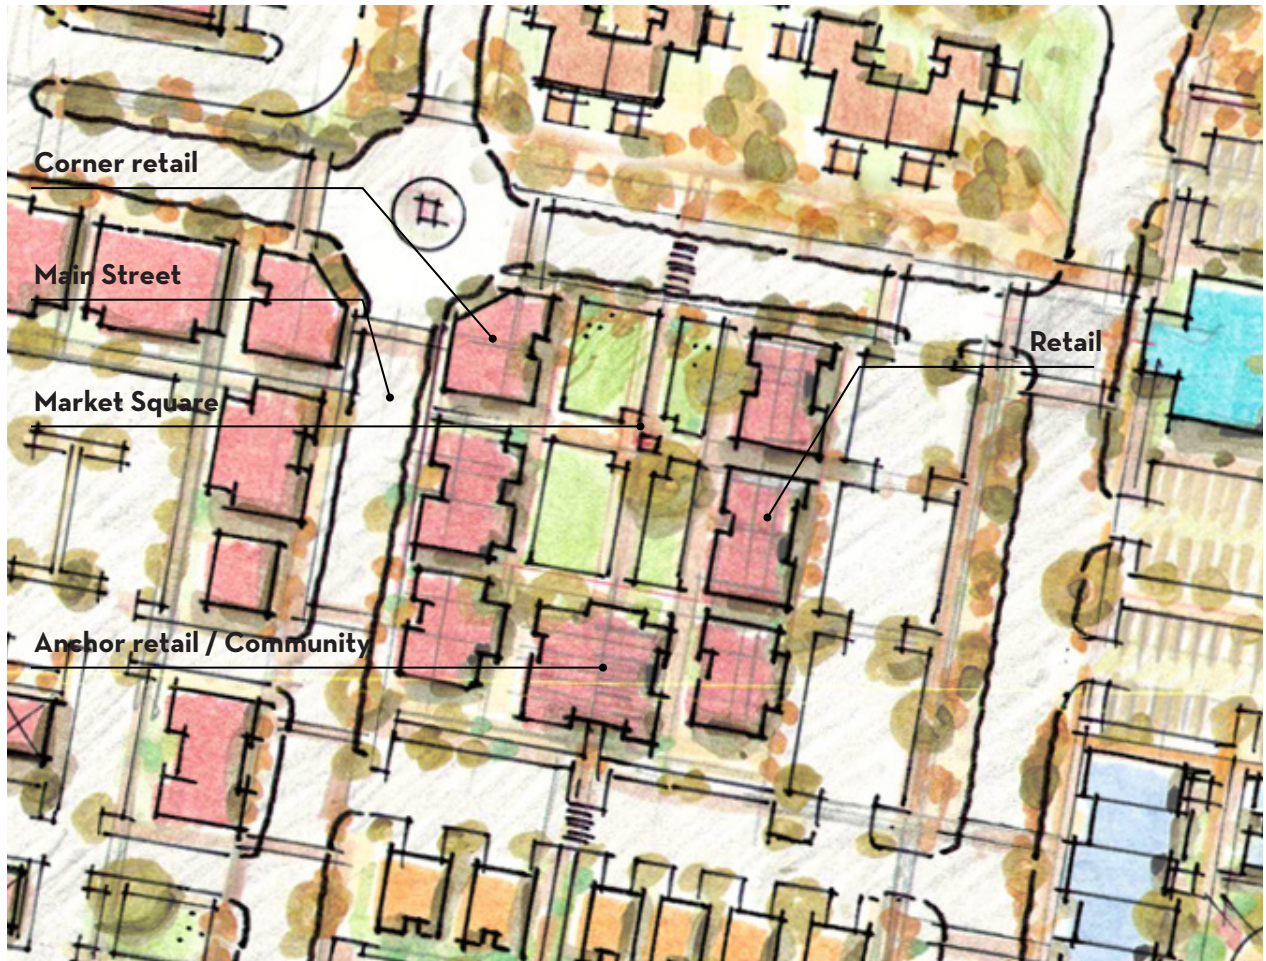 Corner retail
Main Street
Retail
Market Square
Anchor retail / Community